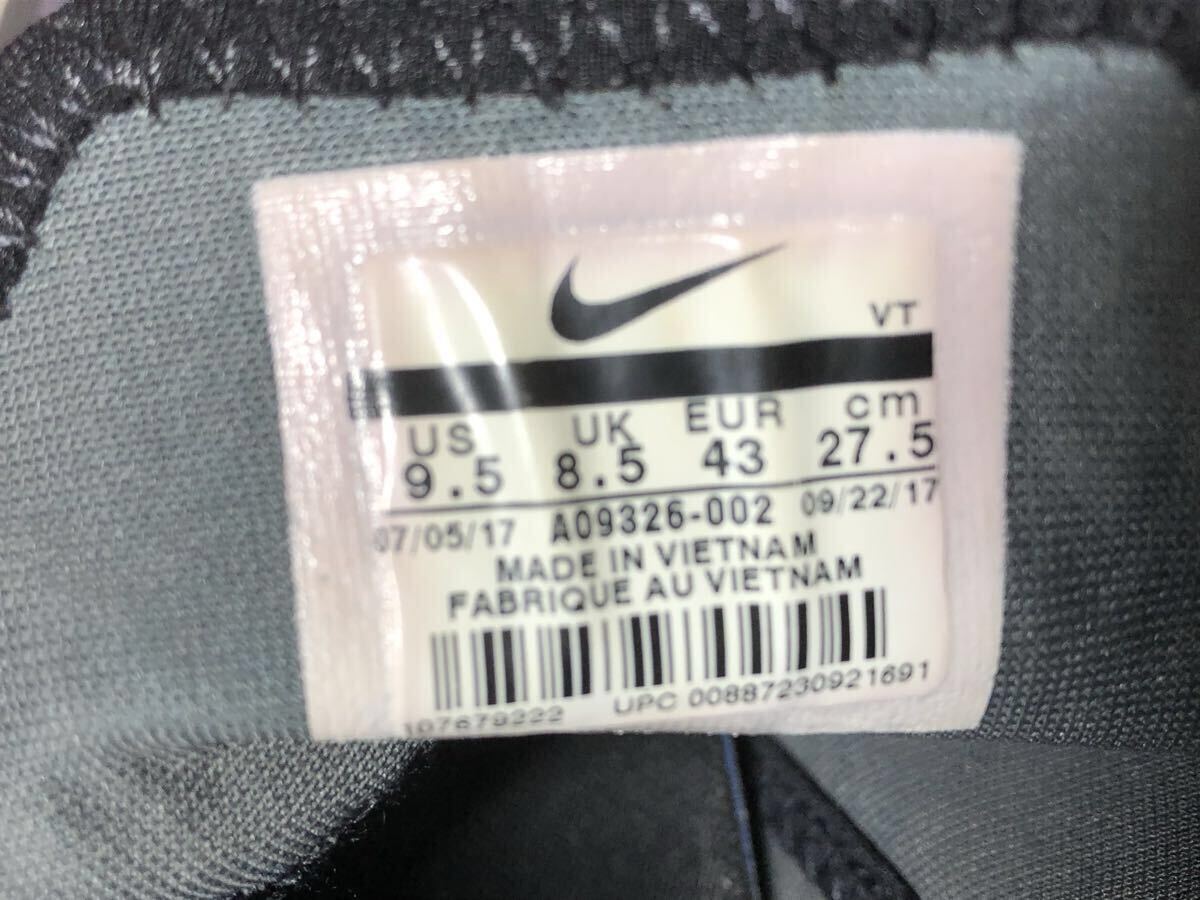 VT
US UK EUR cm
9.5 8.5 43 27.5
07/05/17 A09326-002 09/22/17
MADE IN VIETNAM
FABRIQUE AU VIETNAM
107679222 UPC 00887230921691